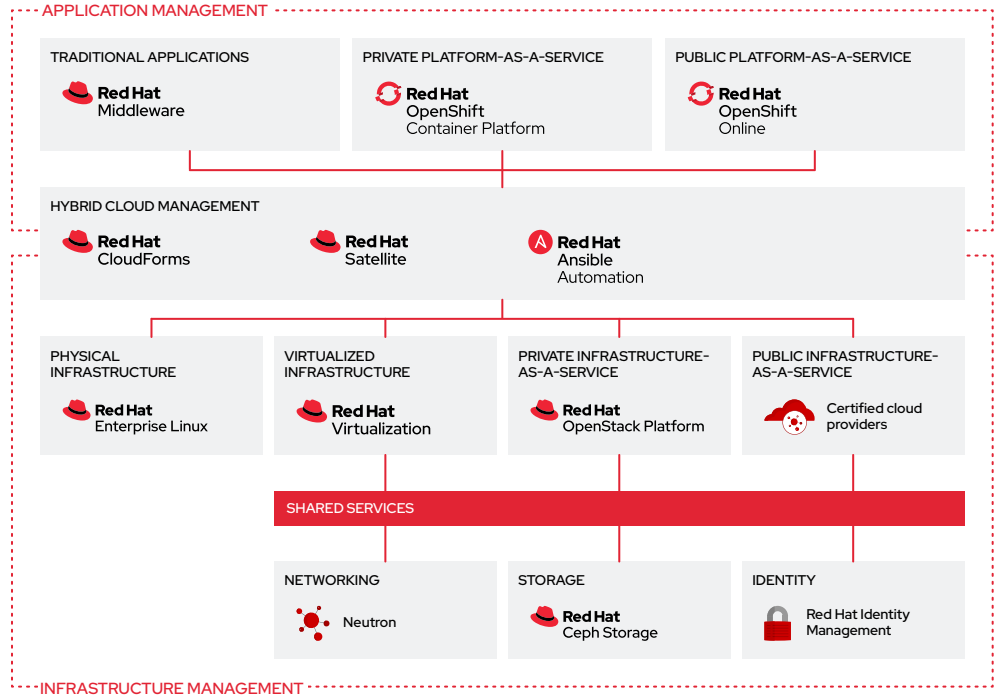 APPLICATION MANAGEMENT
TRADITIONAL APPLICATIONS
Red Hat
Middleware
PRIVATE PLATFORM-AS-A-SERVICE
Red Hat
OpenShift
Container Platform
PUBLIC PLATFORM-AS-A-SERVICE
Red Hat
OpenShift
Online
HYBRID CLOUD MANAGEMENT
Red Hat
CloudForms
Red Hat
Satellite
Red Hat
Ansible
Automation
PHYSICAL
INFRASTRUCTURE
Red Hat
Enterprise Linux
VIRTUALIZED
INFRASTRUCTURE
Red Hat
Virtualization
PRIVATE INFRASTRUCTURE-
AS-A-SERVICE
Red Hat
OpenStack Platform
PUBLIC INFRASTRUCTURE-
AS-A-SERVICE
Certified cloud
providers
SHARED SERVICES
NETWORKING
Neutron
STORAGE
Red Hat
Ceph Storage
IDENTITY
Red Hat Identity
Management
INFRASTRUCTURE MANAGEMENT